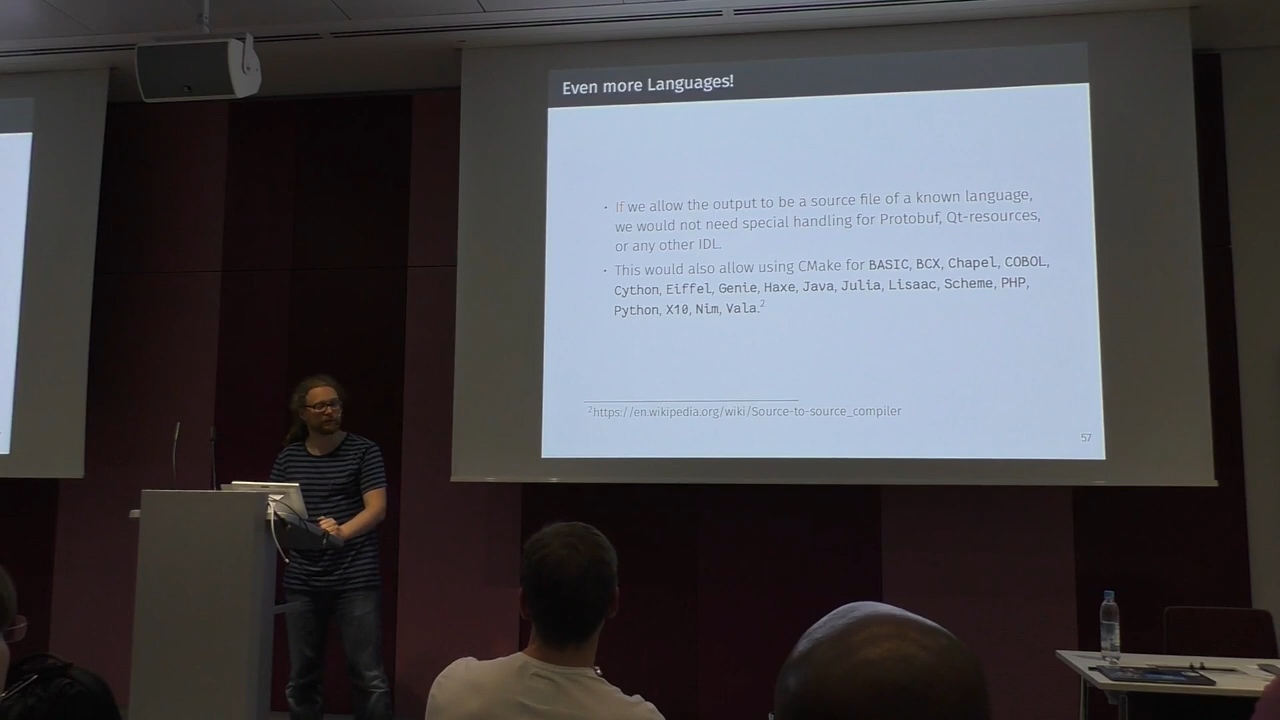 Even more Languages!
· If we allow the output to be a source file of a known language,
we would not need special handling for Protobuf, Qt-resources,
or any other IDL.
· This would also allow using CMake for BASIC, BCX, Chapel, COBOL,
Cython, Eiffel, Genie, Haxe, Java, Julia, Lisaac, Scheme, PHP,
Python, X10, Nim, Vala.2
2https://en.wikipedia.org/wiki/Source-to-source_compiler
57